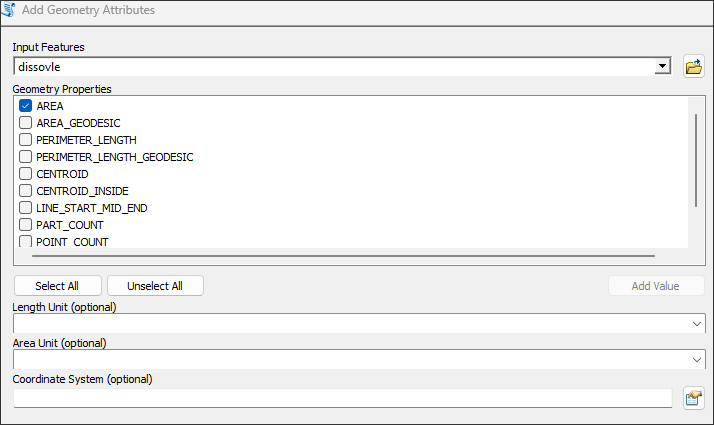 Add Geometry Attributes
Input Features
dissovle
Geometry Properties
AREA
AREA_GEODESIC
PERIMETER_LENGTH
PERIMETER_LENGTH_GEODESIC
CENTROID
CENTROID_INSIDE
LINE_START_MID_END
PART_COUNT
POINT_COUNT
Select All Unselect All Add Value
Length Unit (optional)
Area Unit (optional)
Coordinate System (optional)